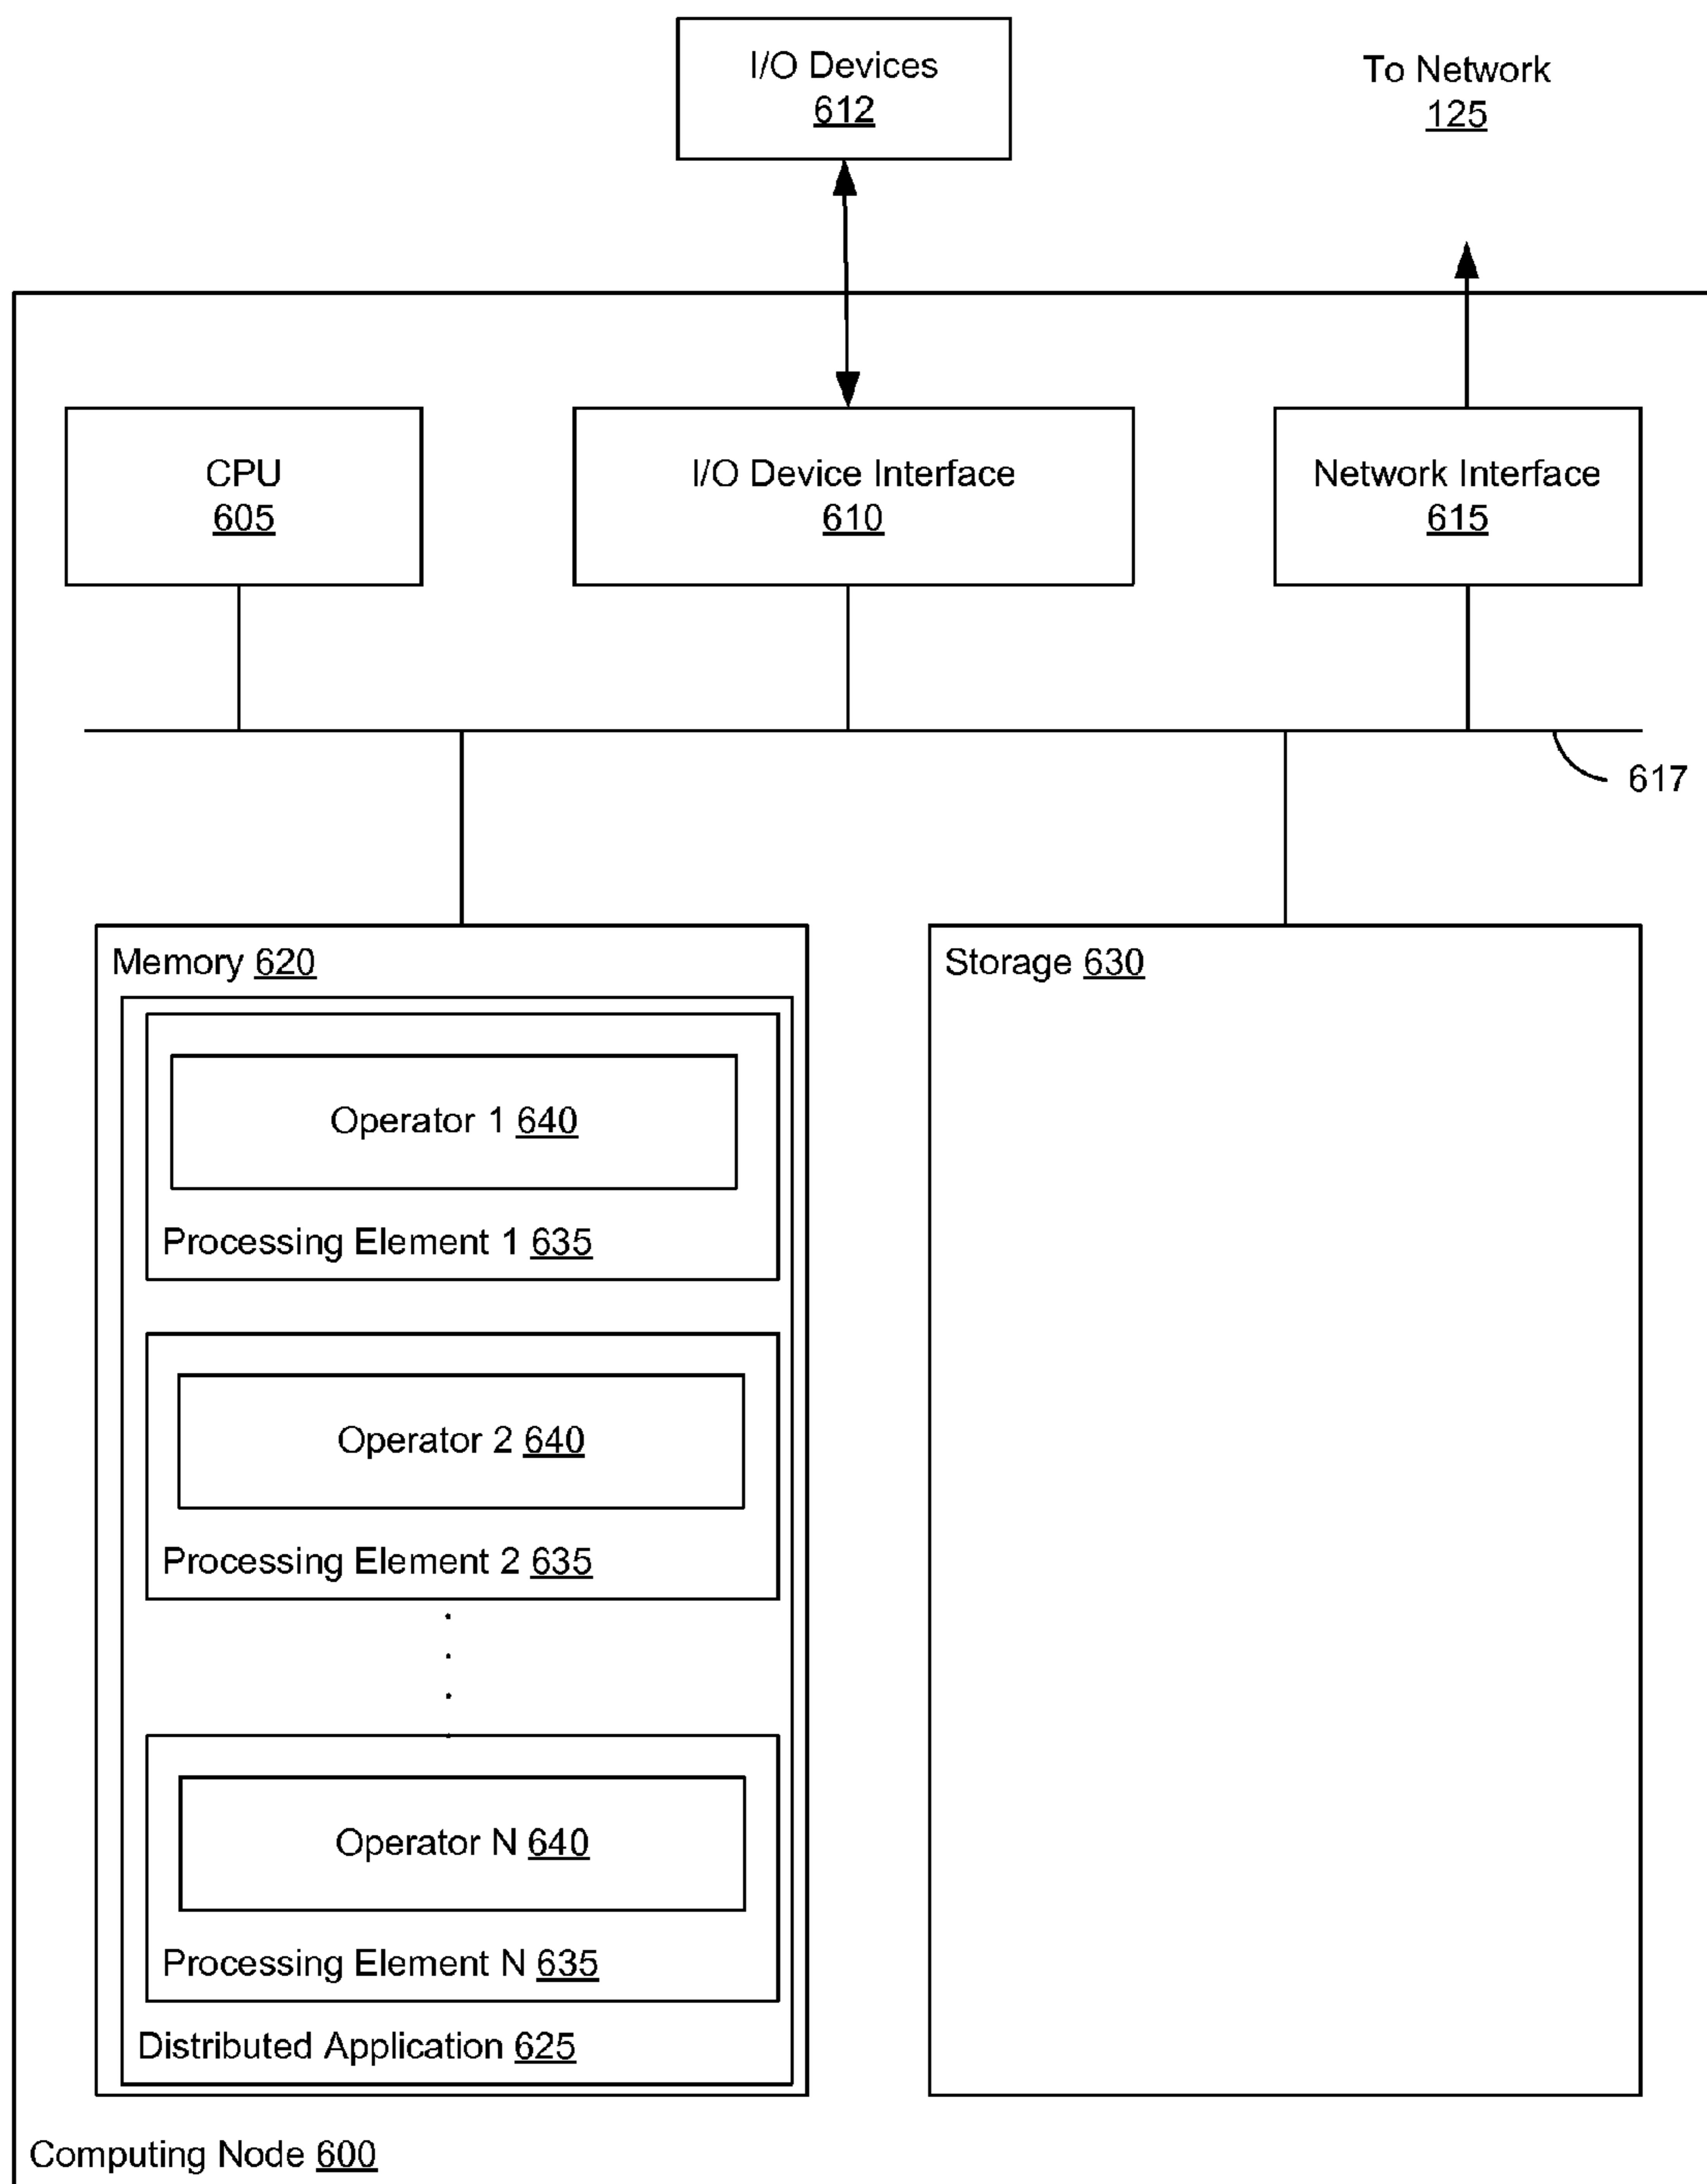 I/O Devices
612
To Network
125
CPU
605
I/O Device Interface
610
Network Interface
615
617
Memory 620
Storage 630
Operator 1 640
Processing Element 1 635
Operator 2 640
Processing Element 2 635
Operator N 640
Processing Element N 635
Distributed Application 625
Computing Node 600